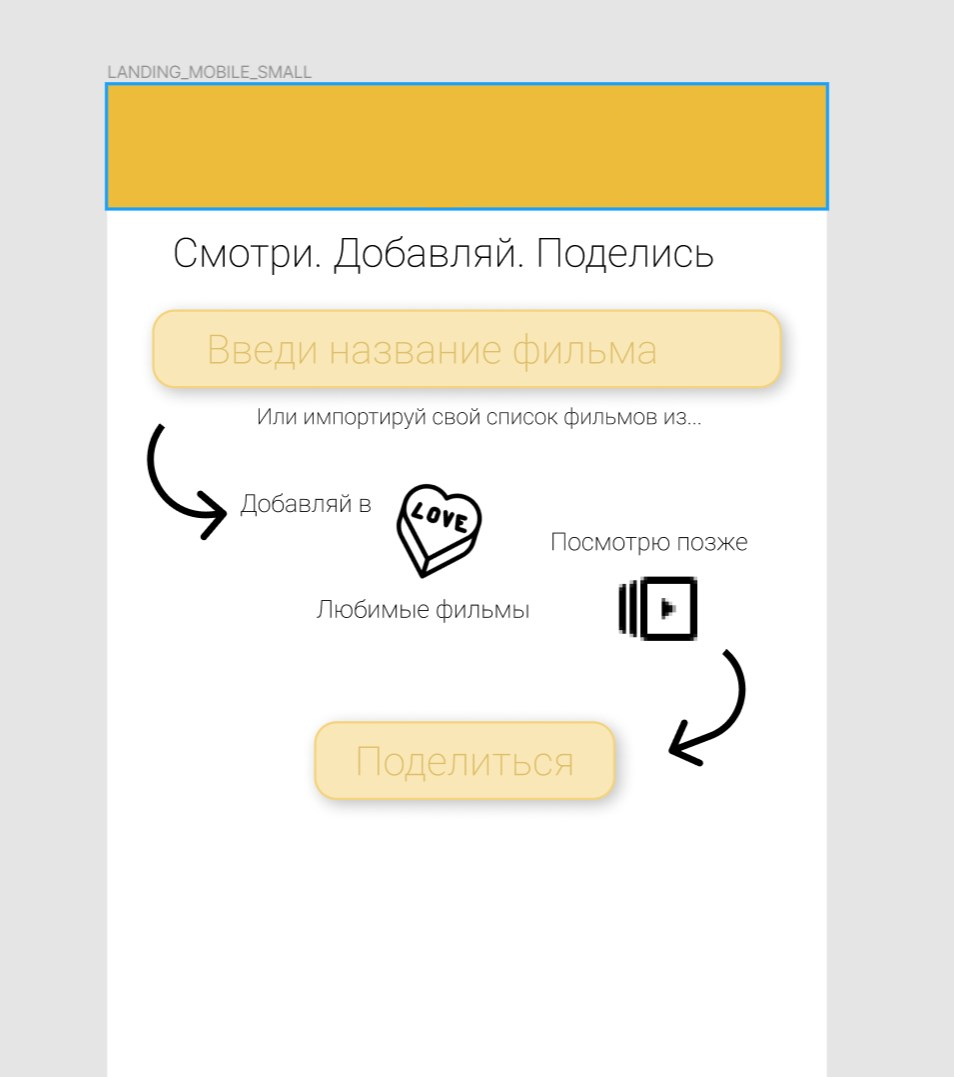 LANDING_MOBILE_SMALL
Смотри. Добавляй. Поделись
Введи название фильма
Или импортируй свой список фильмов из...
Добавляй в
LOVE
Посмотрю позже
Любимые фильмы
Поделиться